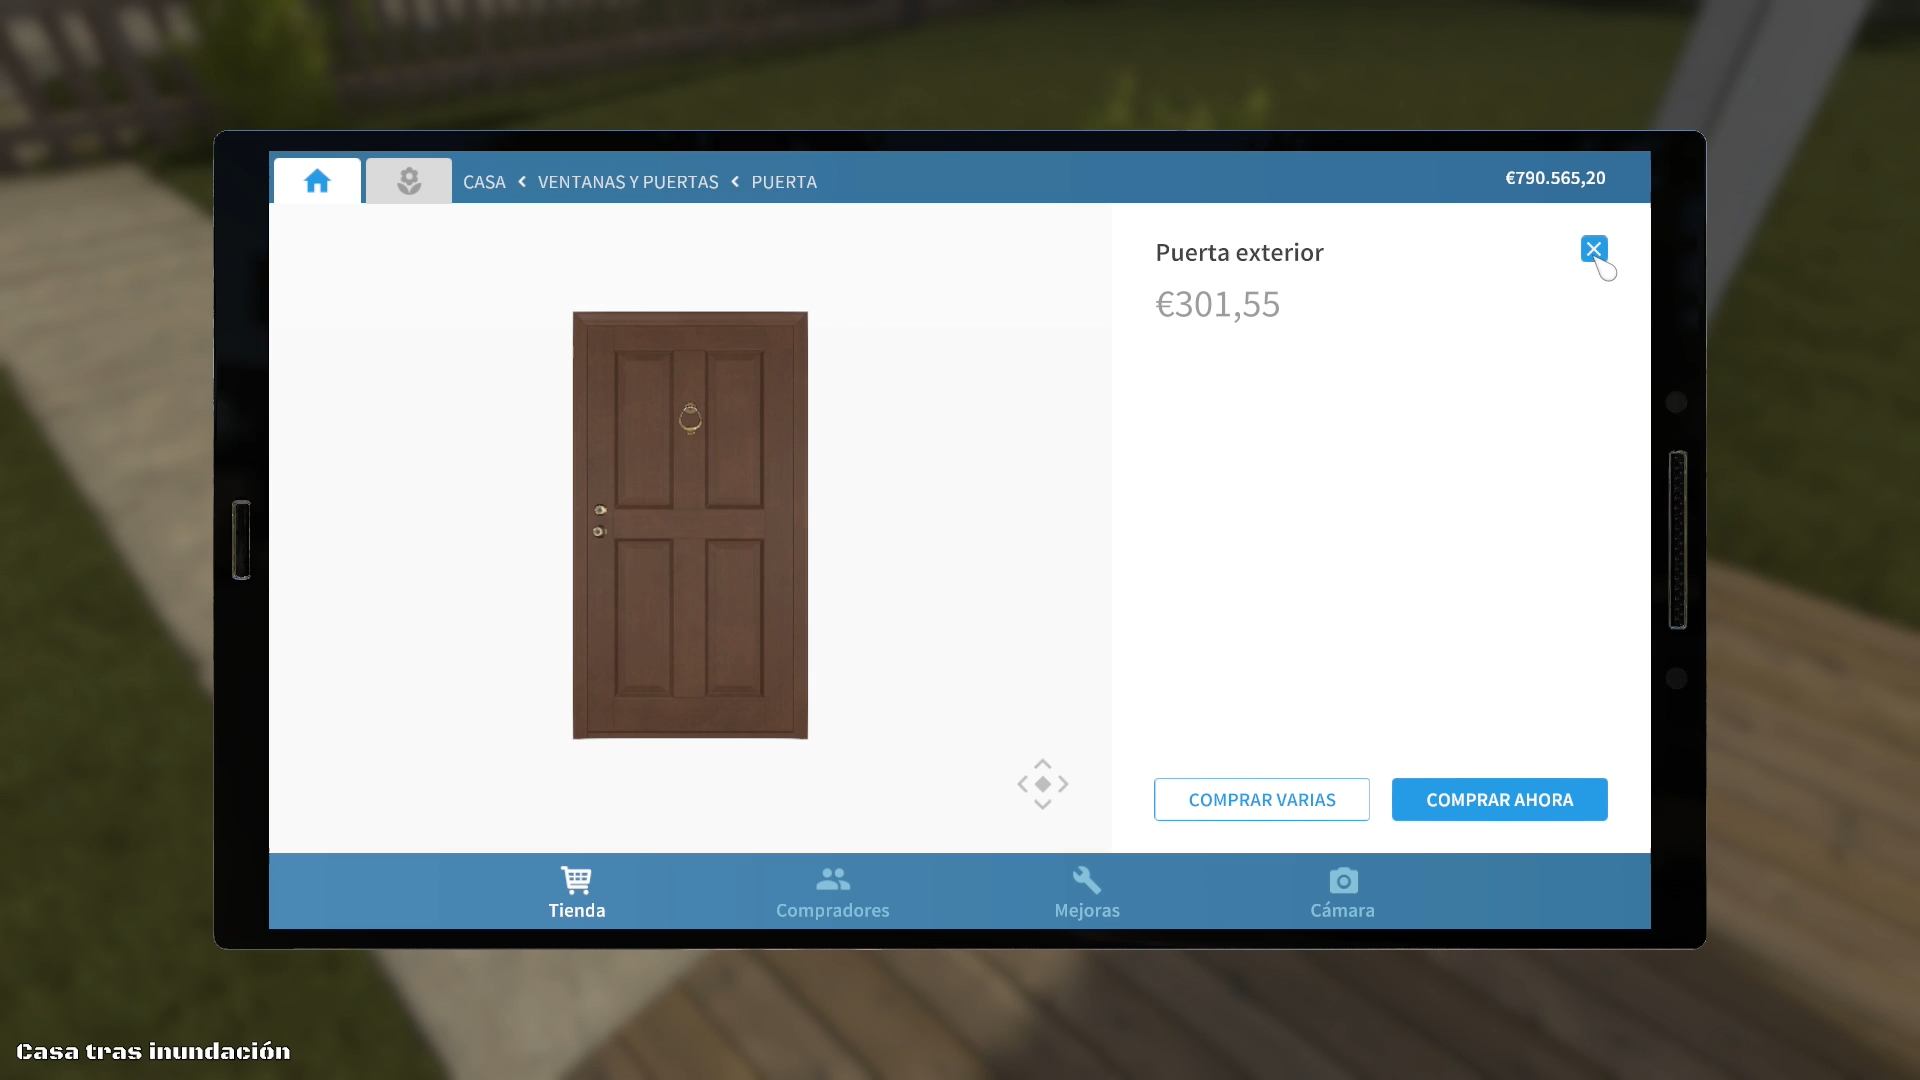 CASA < VENTANAS Y PUERTAS < PUERTA
€790.565,20
Puerta exterior
€301,55
COMPRAR VARIAS
COMPRAR AHORA
Tienda
Compradores
Mejoras
Cámara
Casa tras inundación